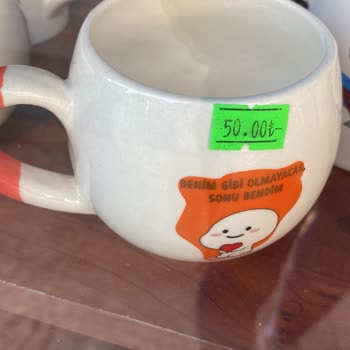 50.00₺
BENİM GİBİ OLMAYACAK
SONU BENDİM